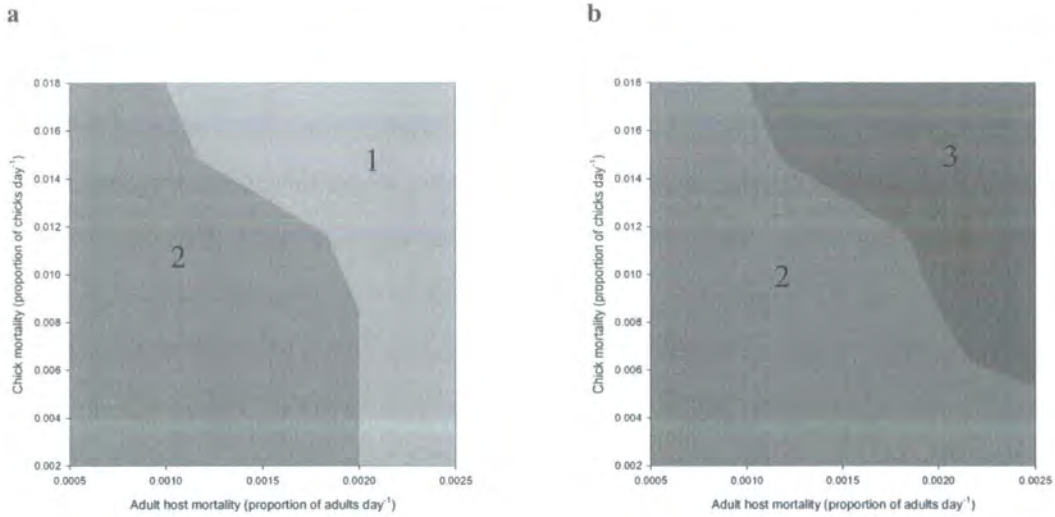 a
0.018
0.016
0.014
0.012
0.010
0.008
0.006
0.004
0.002
0.0005 0.0010 0.0015 0.0020 0.0025
Chick mortality (proportion of chicks day⁻¹)
Adult host mortality (proportion of adults day⁻¹)
1
2
b
0.018
0.016
0.014
0.012
0.010
0.008
0.006
0.004
0.002
0.0005 0.0010 0.0015 0.0020 0.0025
Chick mortality (proportion of chicks day⁻¹)
Adult host mortality (proportion of adults day⁻¹)
3
2